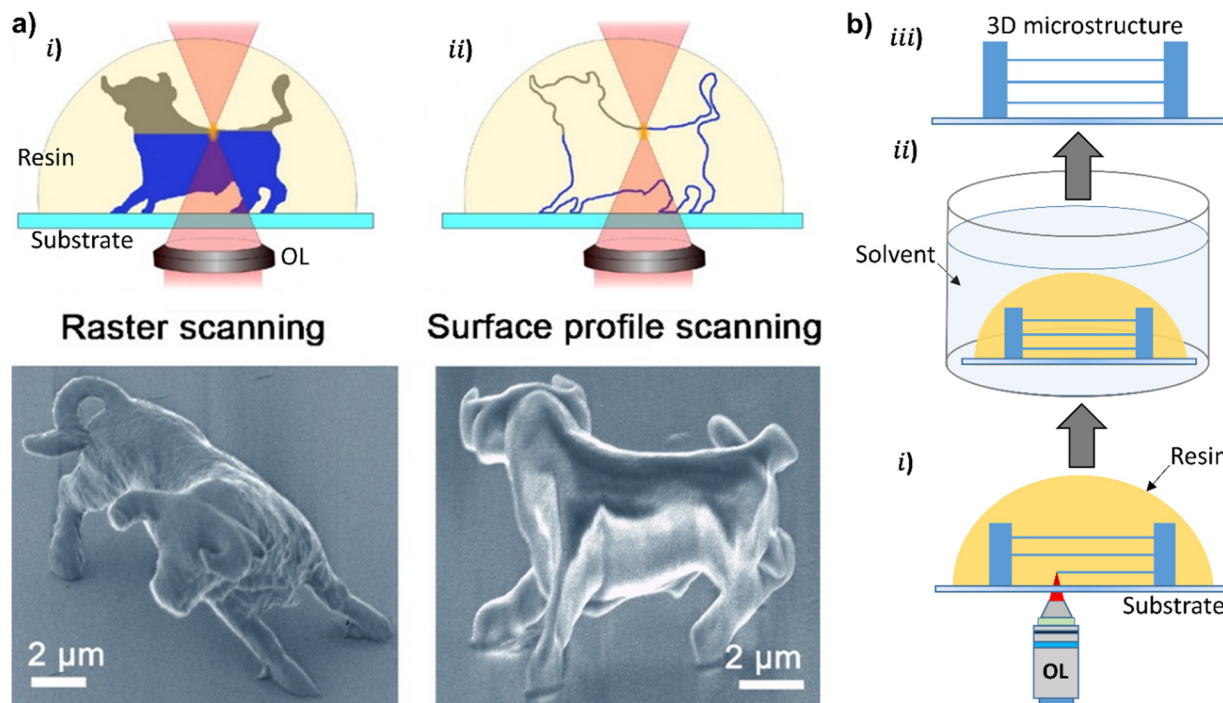 a)
i)
ii)
Resin
Substrate
OL
Raster scanning
Surface profile scanning
2 μm
2 μm
b)
iii)
3D microstructure
ii)
Solvent
i)
Resin
Substrate
OL